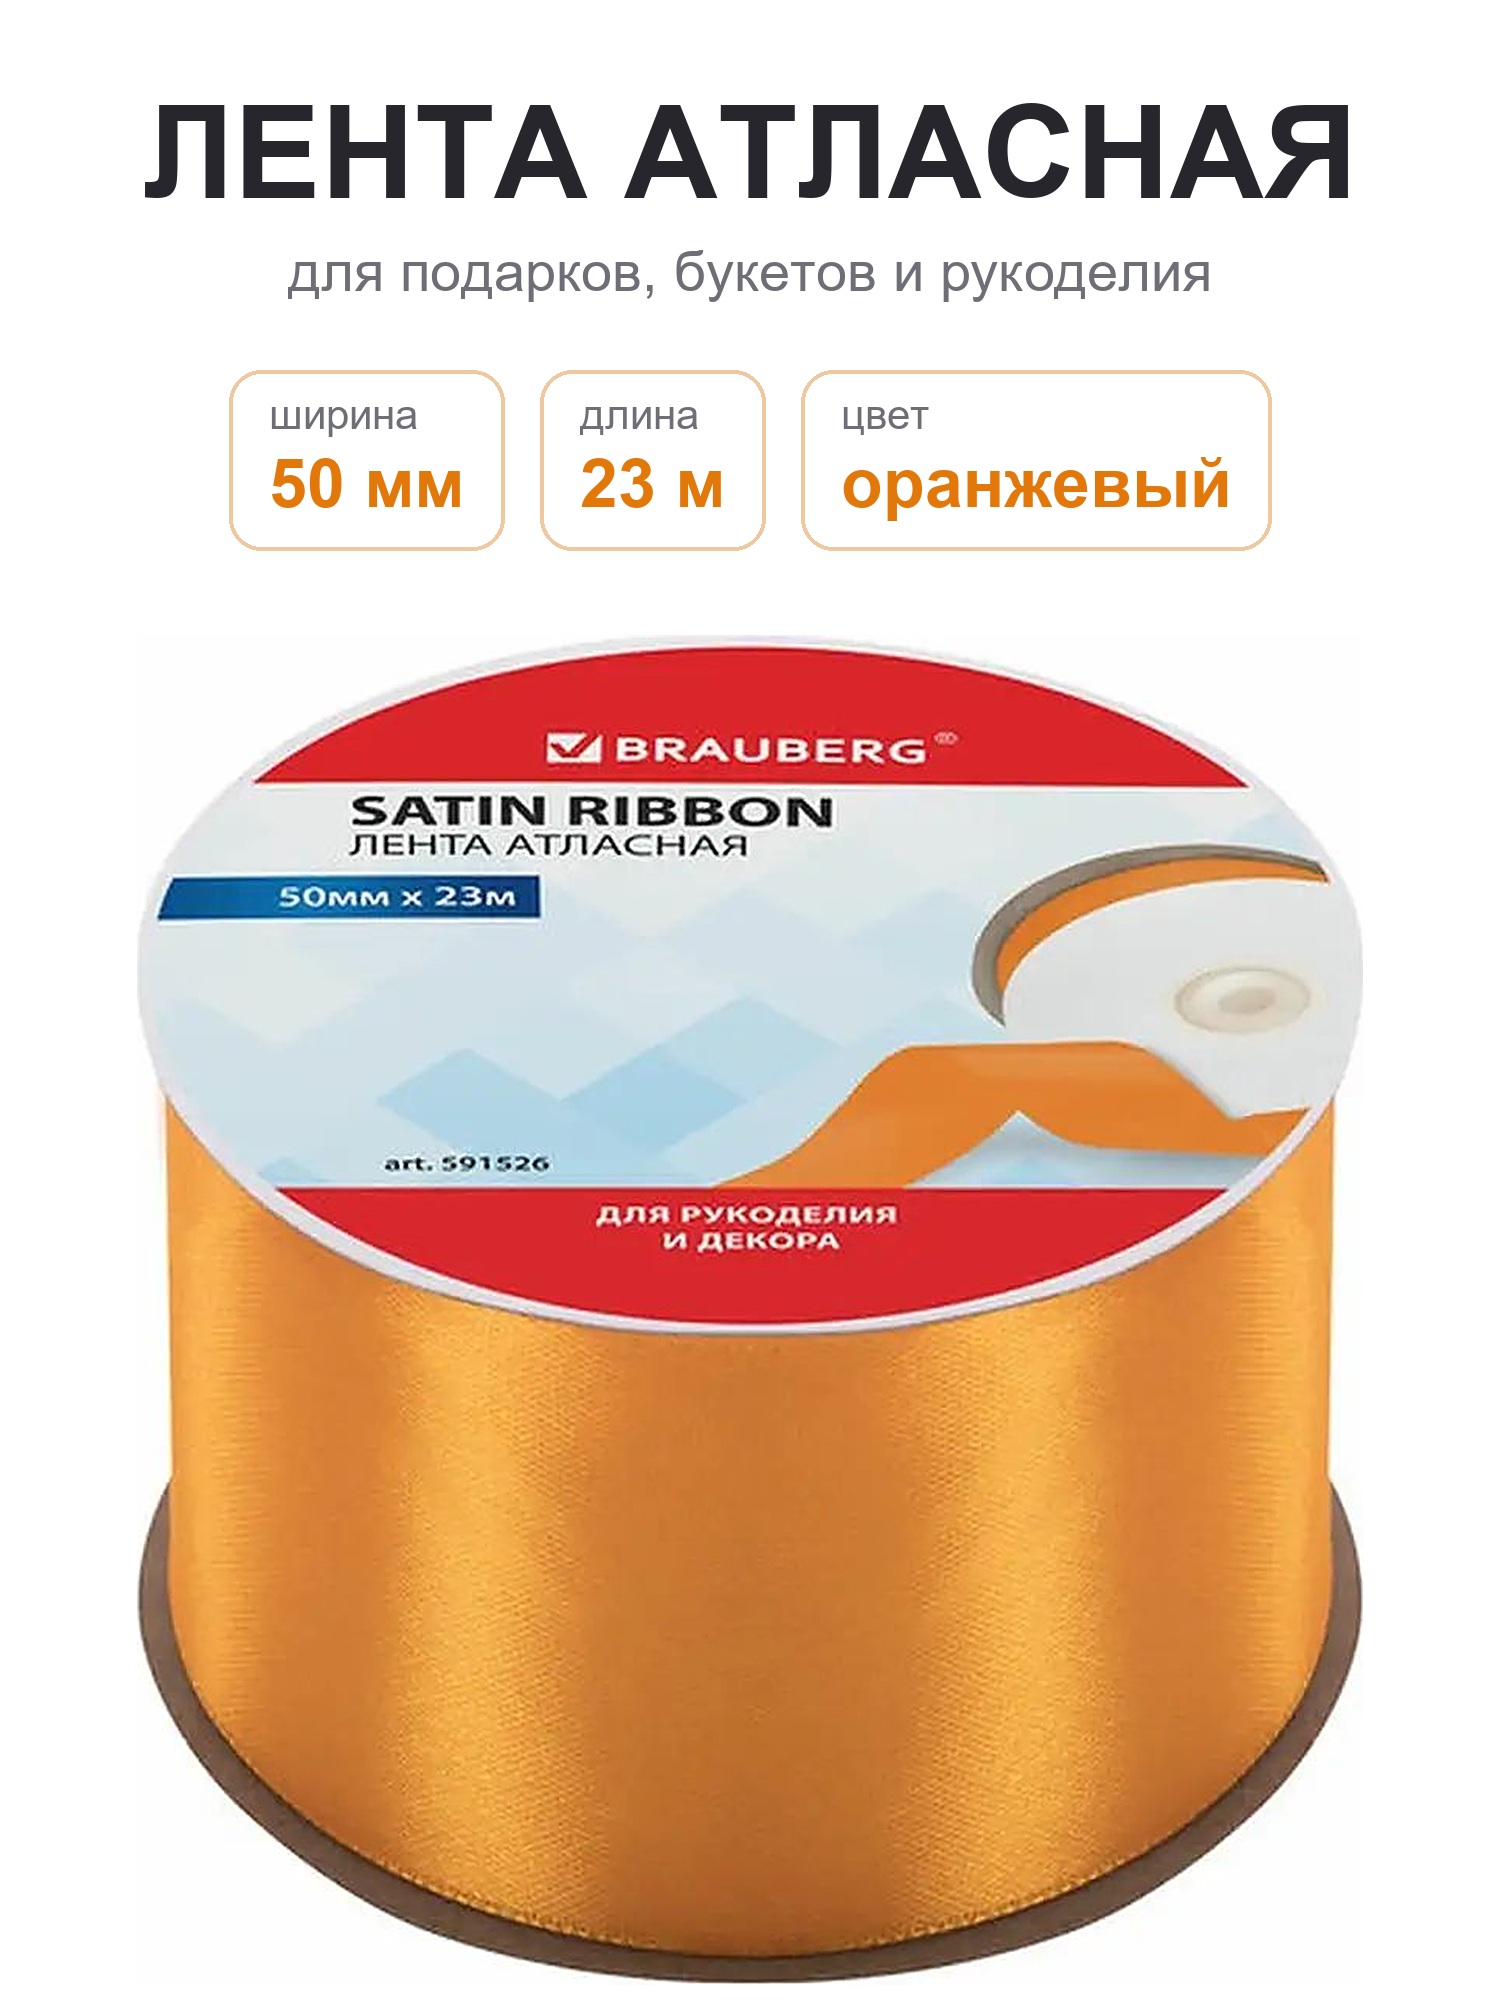 ЛЕНТА АТЛАСНАЯ
для подарков, букетов и рукоделия
ширина
50 мм
длина
23 м
цвет
оранжевый
BRAUBERG®
SATIN RIBBON
ЛЕНТА АТЛАСНАЯ
50мм x 23м
art. 591526
ДЛЯ РУКОДЕЛИЯ
И ДЕКОРА